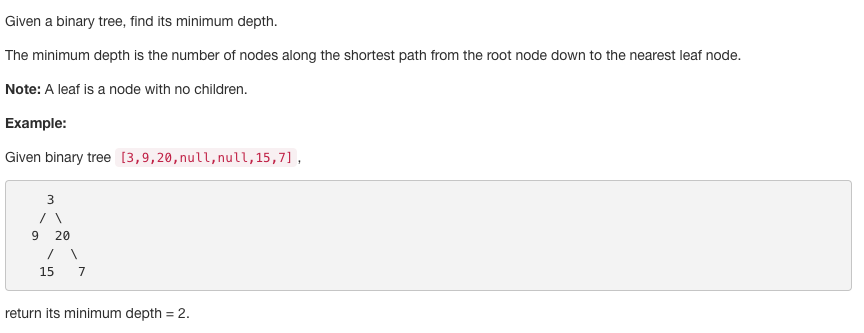 Given a binary tree, find its minimum depth.
The minimum depth is the number of nodes along the shortest path from the root node down to the nearest leaf node.
Note: A leaf is a node with no children.
Example:
Given binary tree [3,9,20,null,null,15,7],
    3
   / \
  9  20
    /  \
   15   7
return its minimum depth = 2.